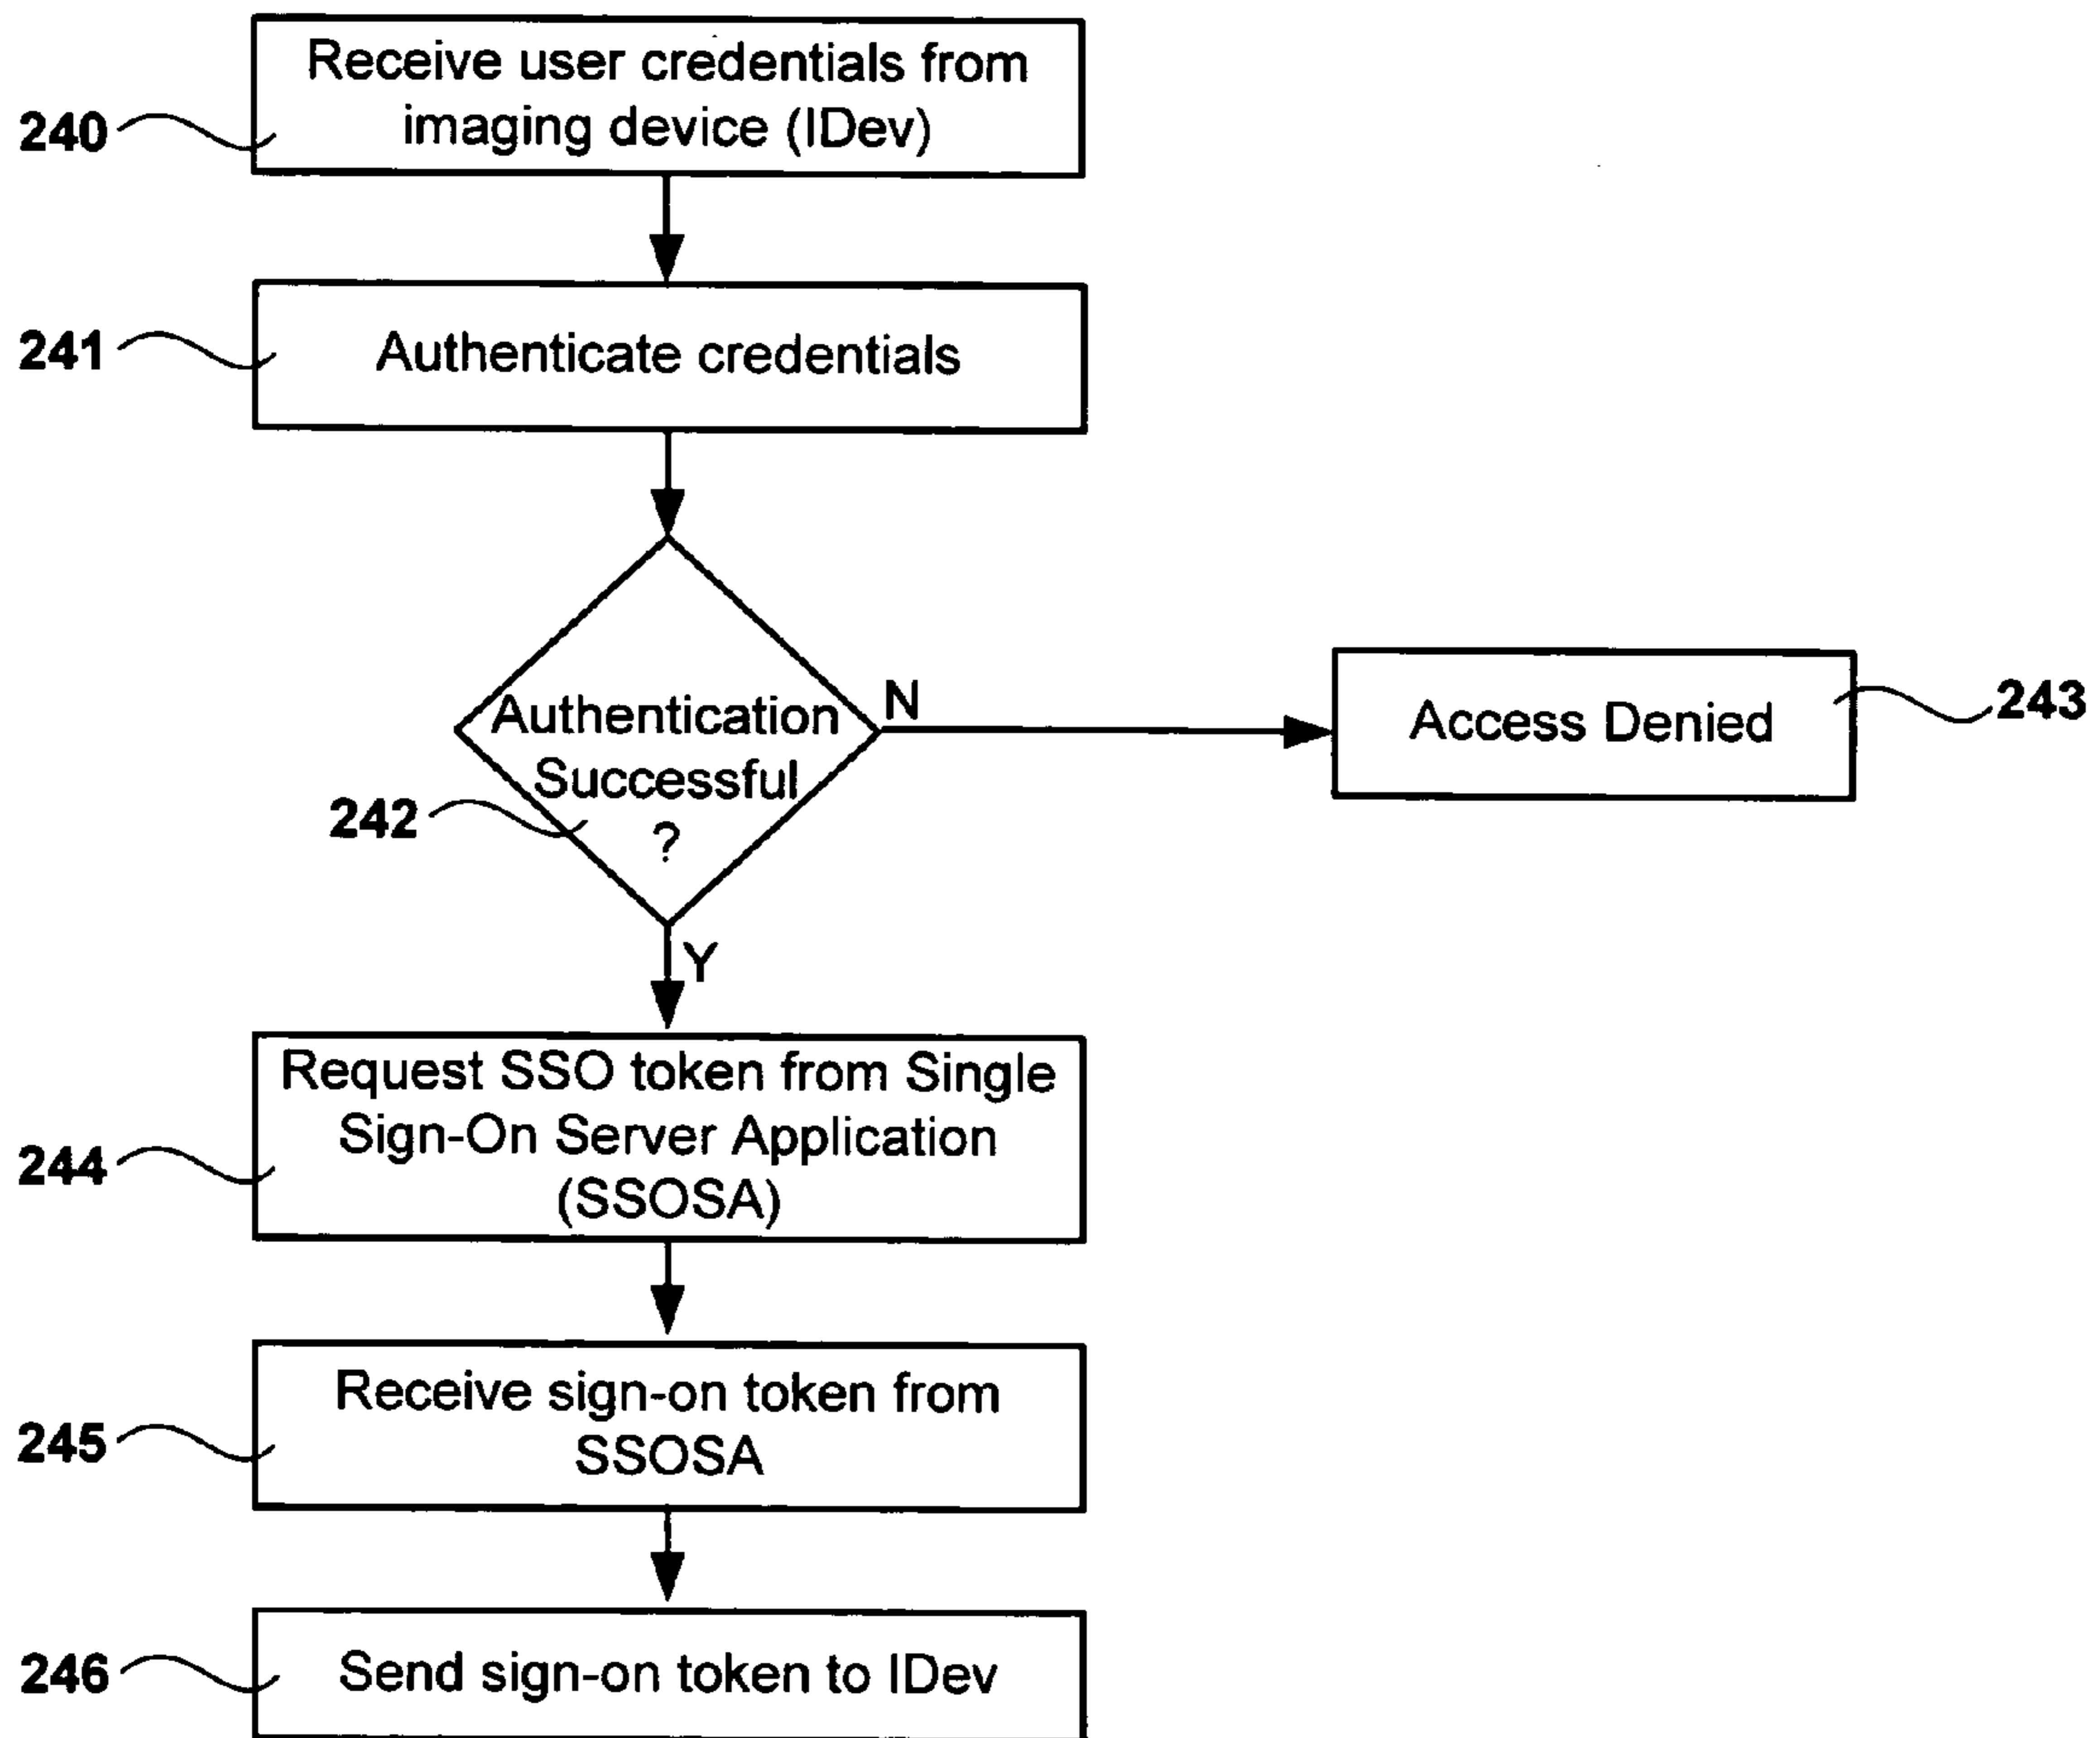 Receive user credentials from
imaging device (IDev)
240
Authenticate credentials
241
Authentication
Successful
?
242
N
Access Denied
243
Y
Request SSO token from Single
Sign-On Server Application
(SSOSA)
244
Receive sign-on token from
SSOSA
245
Send sign-on token to IDev
246